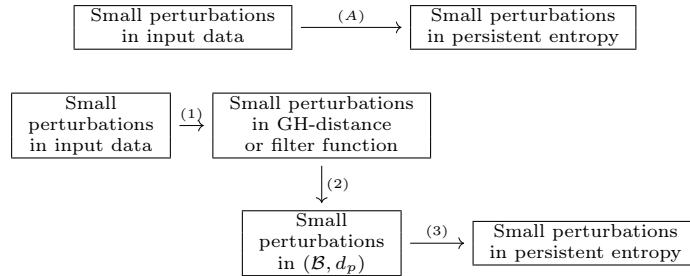 Small perturbations
in input data
(A)
Small perturbations
in persistent entropy
Small
perturbations
in input data
(1)
Small perturbations
in GH-distance
or filter function
(2)
Small
perturbations
in (ℬ, d_p)
(3)
Small perturbations
in persistent entropy